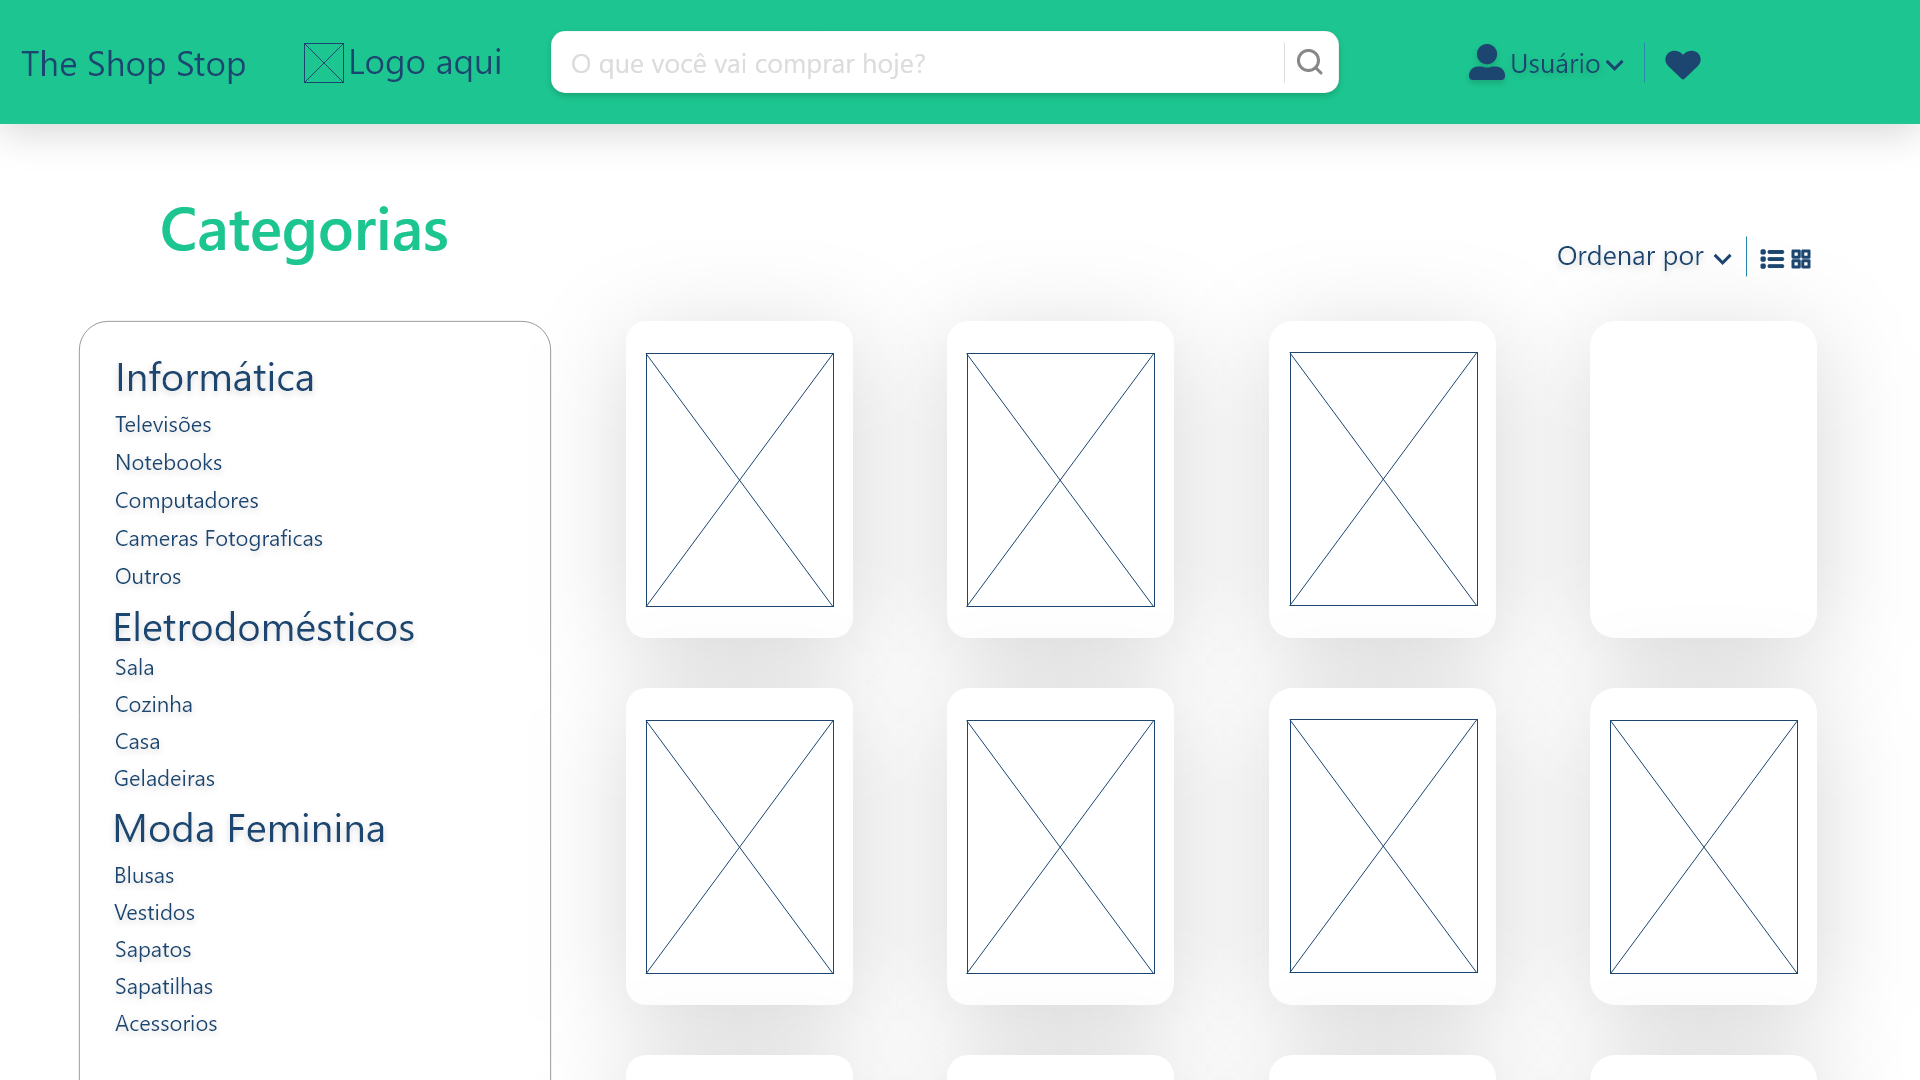 The Shop Stop
Logo aqui
O que você vai comprar hoje?
Usuário
Categorias
Ordenar por
Informática
Televisões
Notebooks
Computadores
Cameras Fotograficas
Outros
Eletrodomésticos
Sala
Cozinha
Casa
Geladeiras
Moda Feminina
Blusas
Vestidos
Sapatos
Sapatilhas
Acessorios